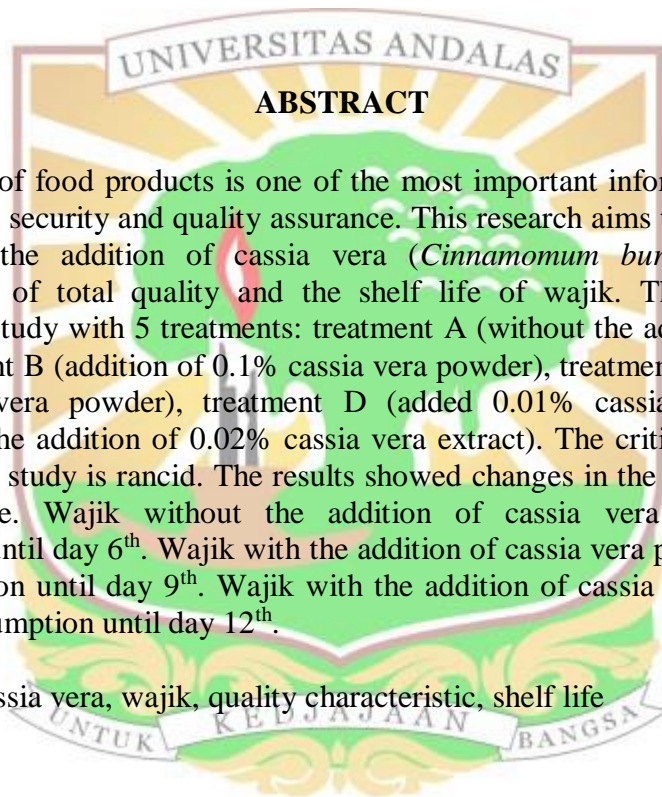 UNIVERSITAS ANDALAS
ABSTRACT
of food products is one of the most important infor
security and quality assurance. This research aims
the addition of cassia vera (Cinnamomum bur
of total quality and the shelf life of wajik. T
tudy with 5 treatments: treatment A (without the ad
nt B (addition of 0.1% cassia vera powder), treatmen
vera powder), treatment D (added 0.01% cassia
he addition of 0.02% cassia vera extract). The criti
study is rancid. The results showed changes in the
e. Wajik without the addition of cassia vera
until day 6th. Wajik with the addition of cassia vera p
on until day 9th. Wajik with the addition of cassia
umption until day 12th.
ssia vera, wajik, quality characteristic, shelf life
UNTUK KEDJAJAAN BANGSA